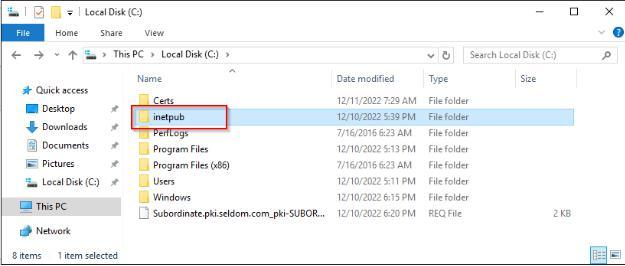 Local Disk (C:)
File Home Share View
This PC > Local Disk (C:) > Search Local Disk (C:)
Name Date modified Type Size
Quick access
Desktop
Downloads
Documents
Pictures
Local Disk (C:)
This PC
Network
Certs 12/11/2022 7:29 AM File folder
inetpub 12/10/2022 5:39 PM File folder
PerfLogs 7/16/2016 6:23 AM File folder
Program Files 12/10/2022 5:13 PM File folder
Program Files (x86) 7/16/2016 6:23 AM File folder
Users 12/10/2022 5:11 PM File folder
Windows 12/10/2022 6:15 PM File folder
Subordinate.pki.seldom.com_pki-SUBOR... 12/10/2022 6:20 PM REQ File 2 KB
8 items 1 item selected